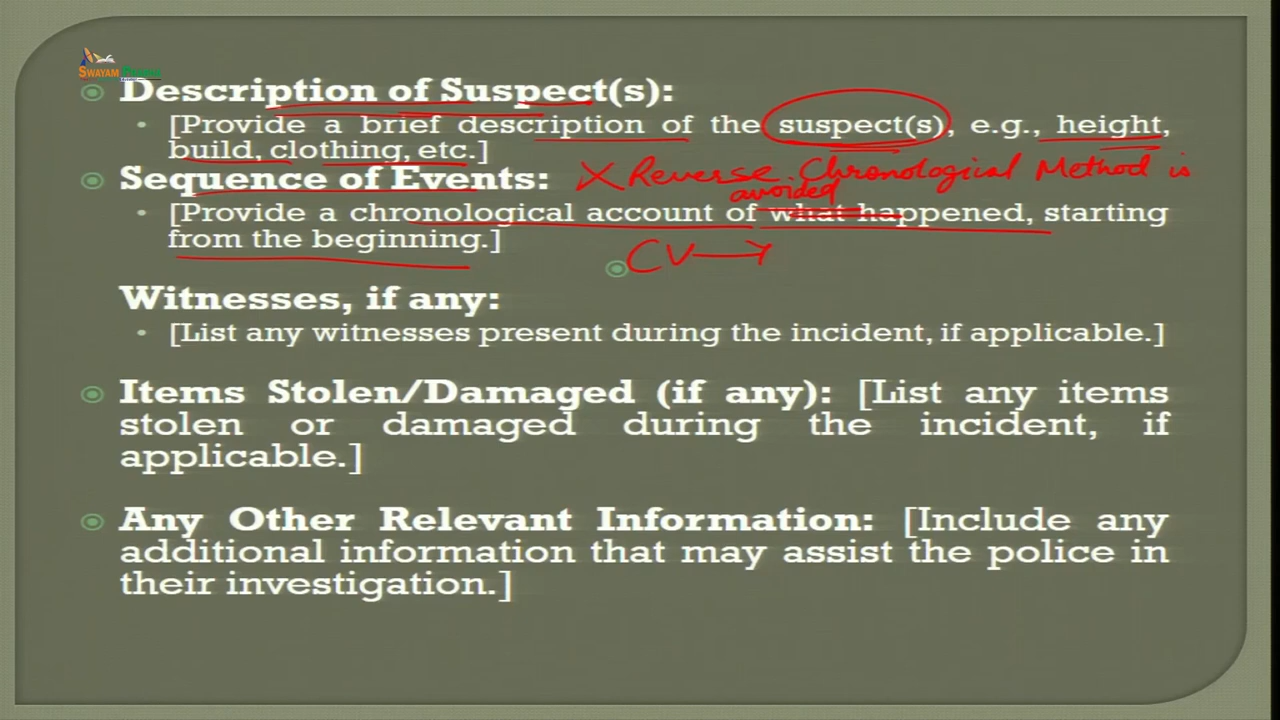 SWAYAM PRABHA
Description of Suspect(s):
[Provide a brief description of the suspect(s), e.g., height,
build, clothing, etc.]
Sequence of Events: X Reverse Chronological Method is
avoided
[Provide a chronological account of what happened, starting
from the beginning.]
CV
Witnesses, if any:
[List any witnesses present during the incident, if applicable.]
Items Stolen/Damaged (if any): [List any items
stolen or damaged during the incident, if
applicable.]
Any Other Relevant Information: [Include any
additional information that may assist the police in
their investigation.]